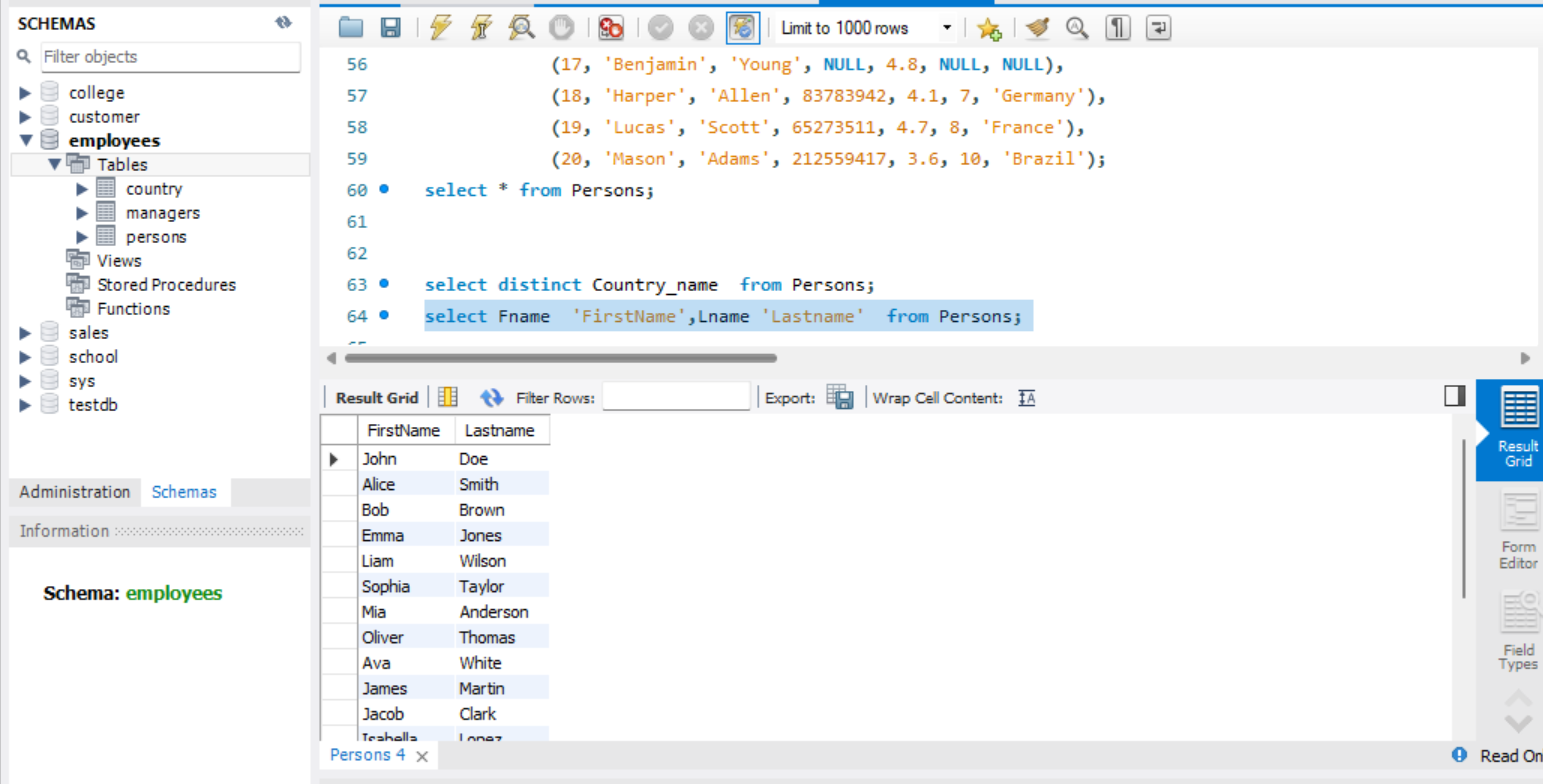 SCHEMAS
Filter objects
college
customer
employees
Tables
country
managers
persons
Views
Stored Procedures
Functions
sales
school
sys
testdb
Administration Schemas
Information
Schema: employees
Limit to 1000 rows
56 (17, 'Benjamin', 'Young', NULL, 4.8, NULL, NULL),
57 (18, 'Harper', 'Allen', 83783942, 4.1, 7, 'Germany'),
58 (19, 'Lucas', 'Scott', 65273511, 4.7, 8, 'France'),
59 (20, 'Mason', 'Adams', 212559417, 3.6, 10, 'Brazil');
60 select * from Persons;
61
62
63 select distinct Country_name from Persons;
64 select Fname 'FirstName',Lname 'Lastname' from Persons;
Result Grid Filter Rows: Export: Wrap Cell Content:
FirstName Lastname
John Doe
Alice Smith
Bob Brown
Emma Jones
Liam Wilson
Sophia Taylor
Mia Anderson
Oliver Thomas
Ava White
James Martin
Jacob Clark
Isabella Lopez
Result
Grid
Form
Editor
Field
Types
Persons 4
Read On